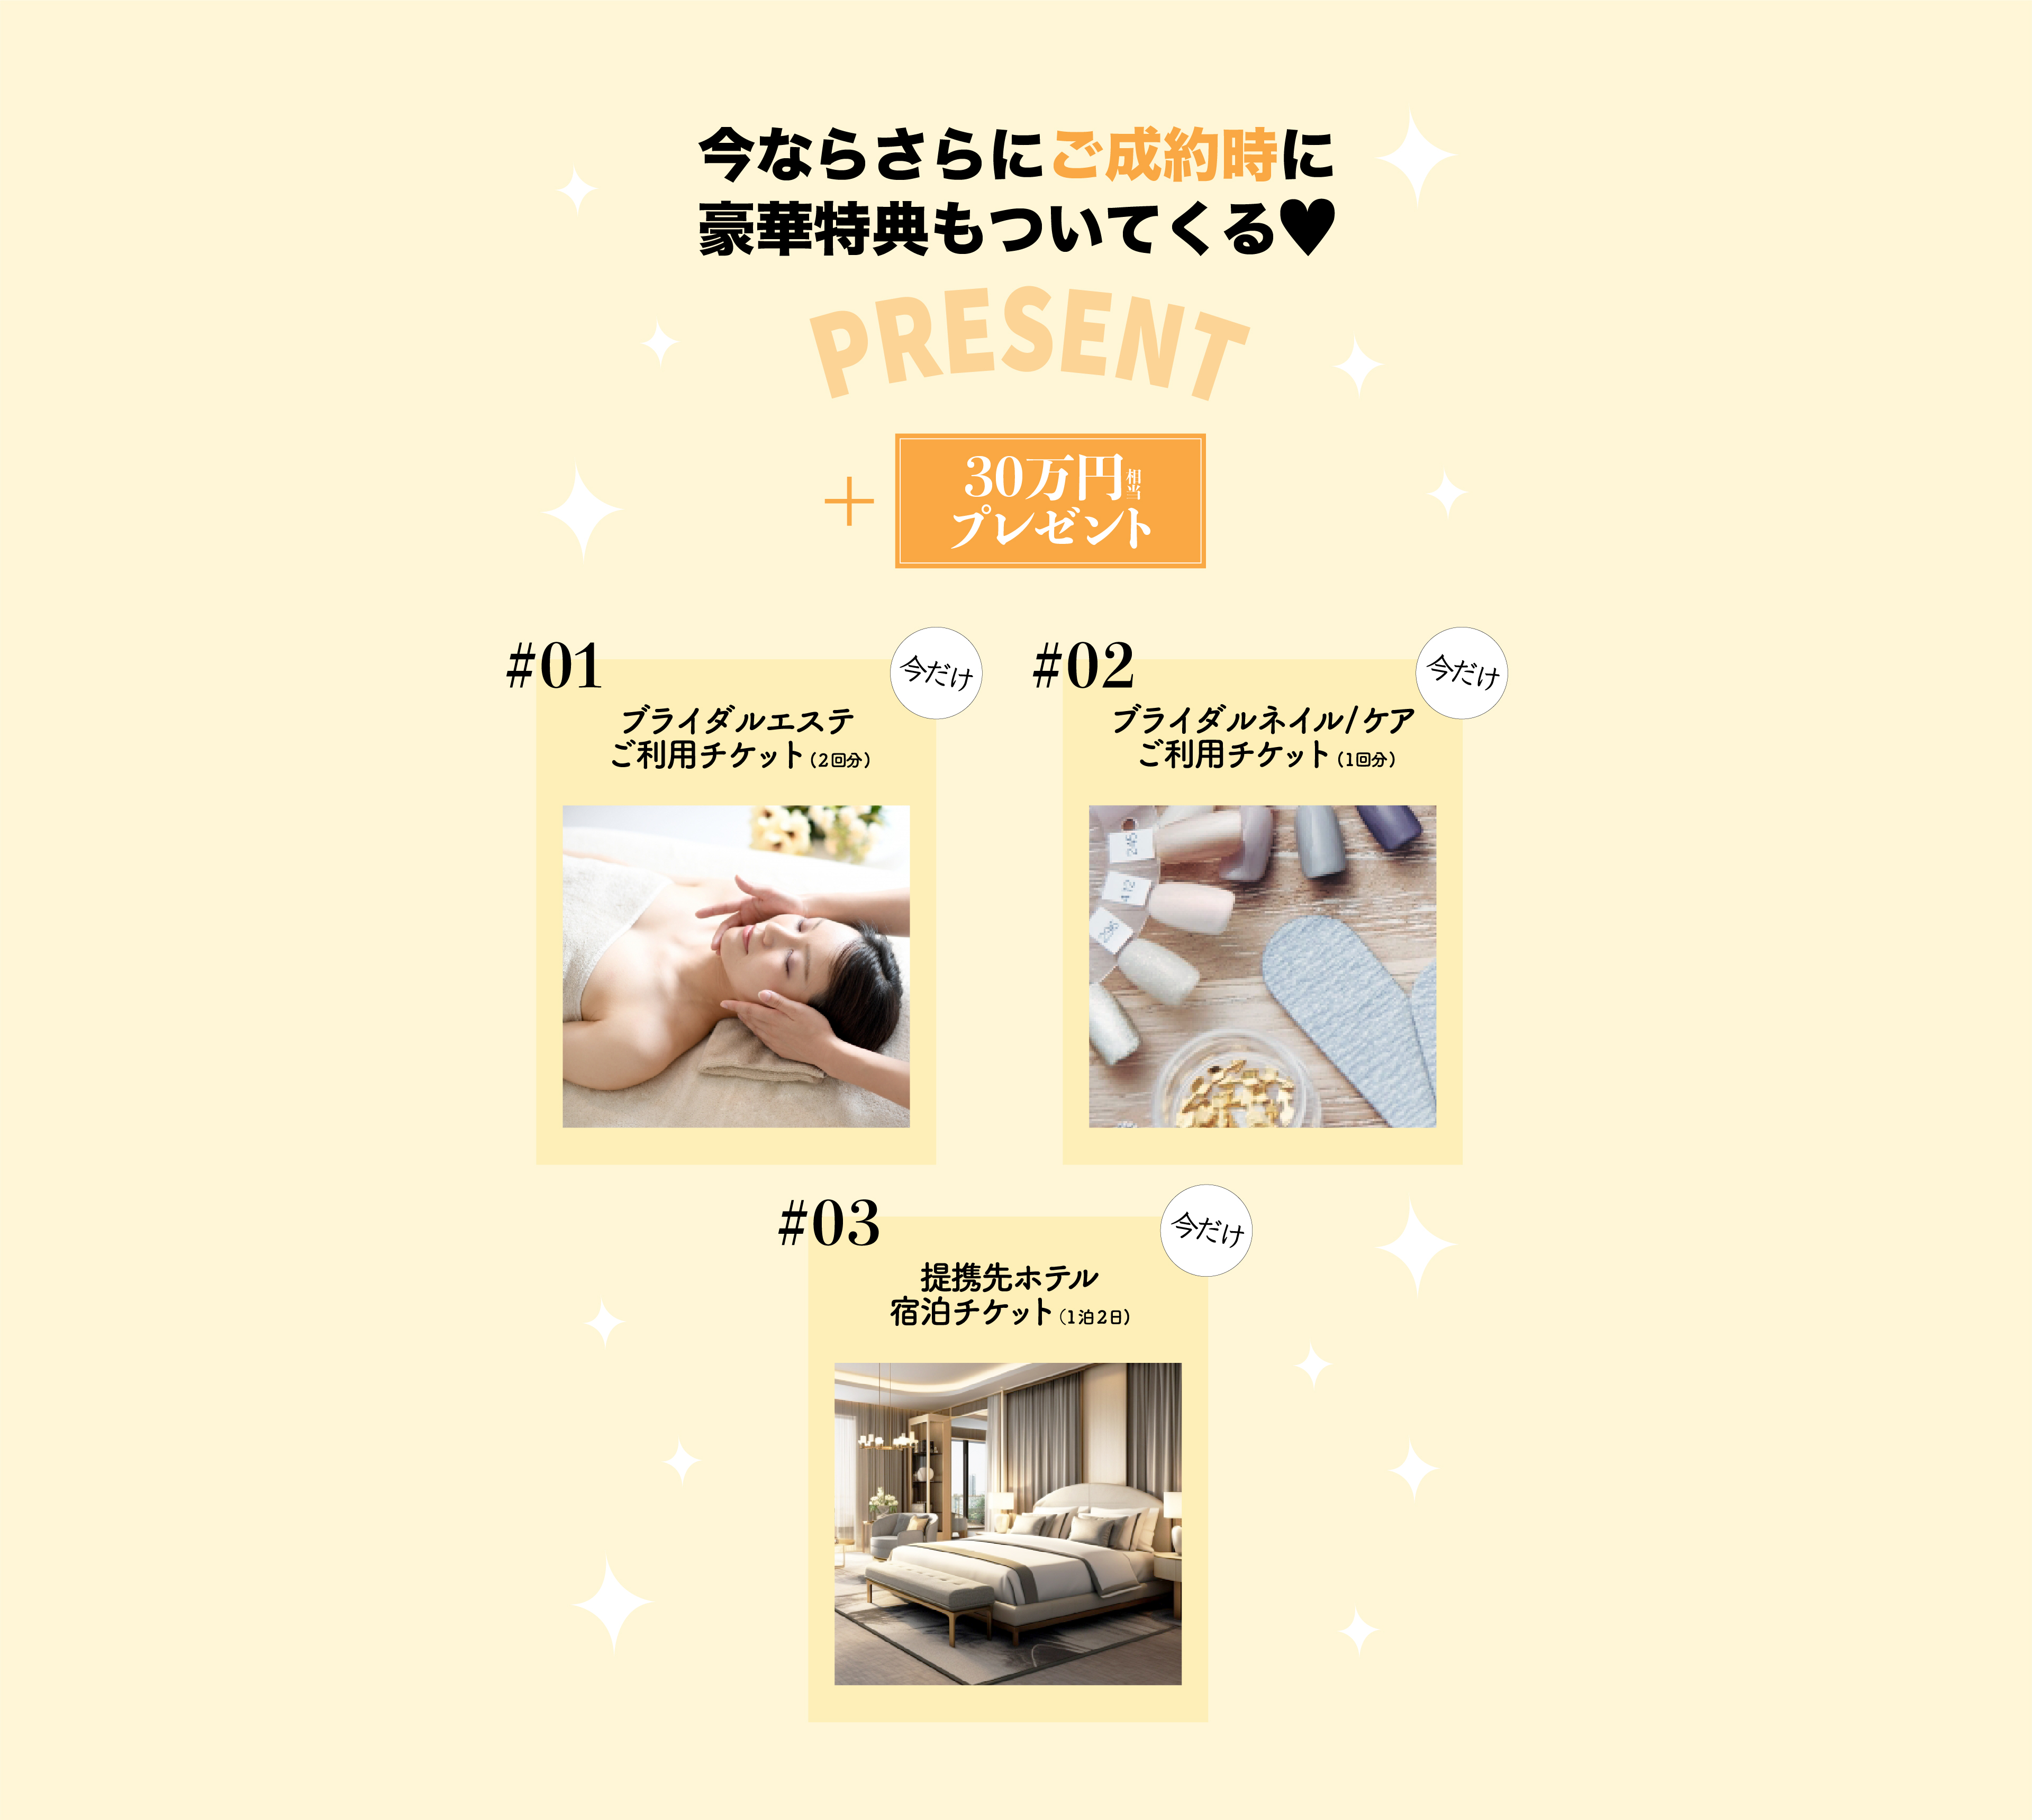 今ならさらにご成約時に
豪華特典もついてくる♥
PRESENT
+ 30万円相当
プレゼント
#01
今だけ
ブライダルエステ
ご利用チケット(2回分)
#02
今だけ
ブライダルネイル/ケア
ご利用チケット(1回分)
245
412
#03
今だけ
提携先ホテル
宿泊チケット(1泊2日)